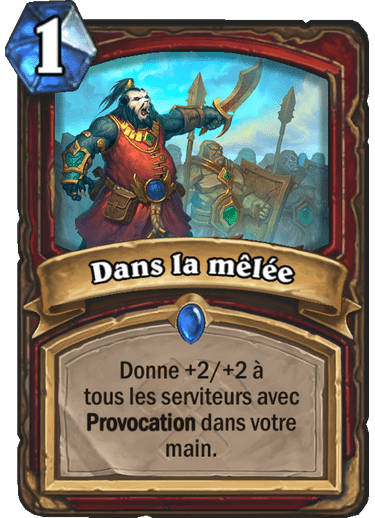 1
Dans la mêlée
Donne +2/+2 à
tous les serviteurs avec
Provocation dans votre
main.